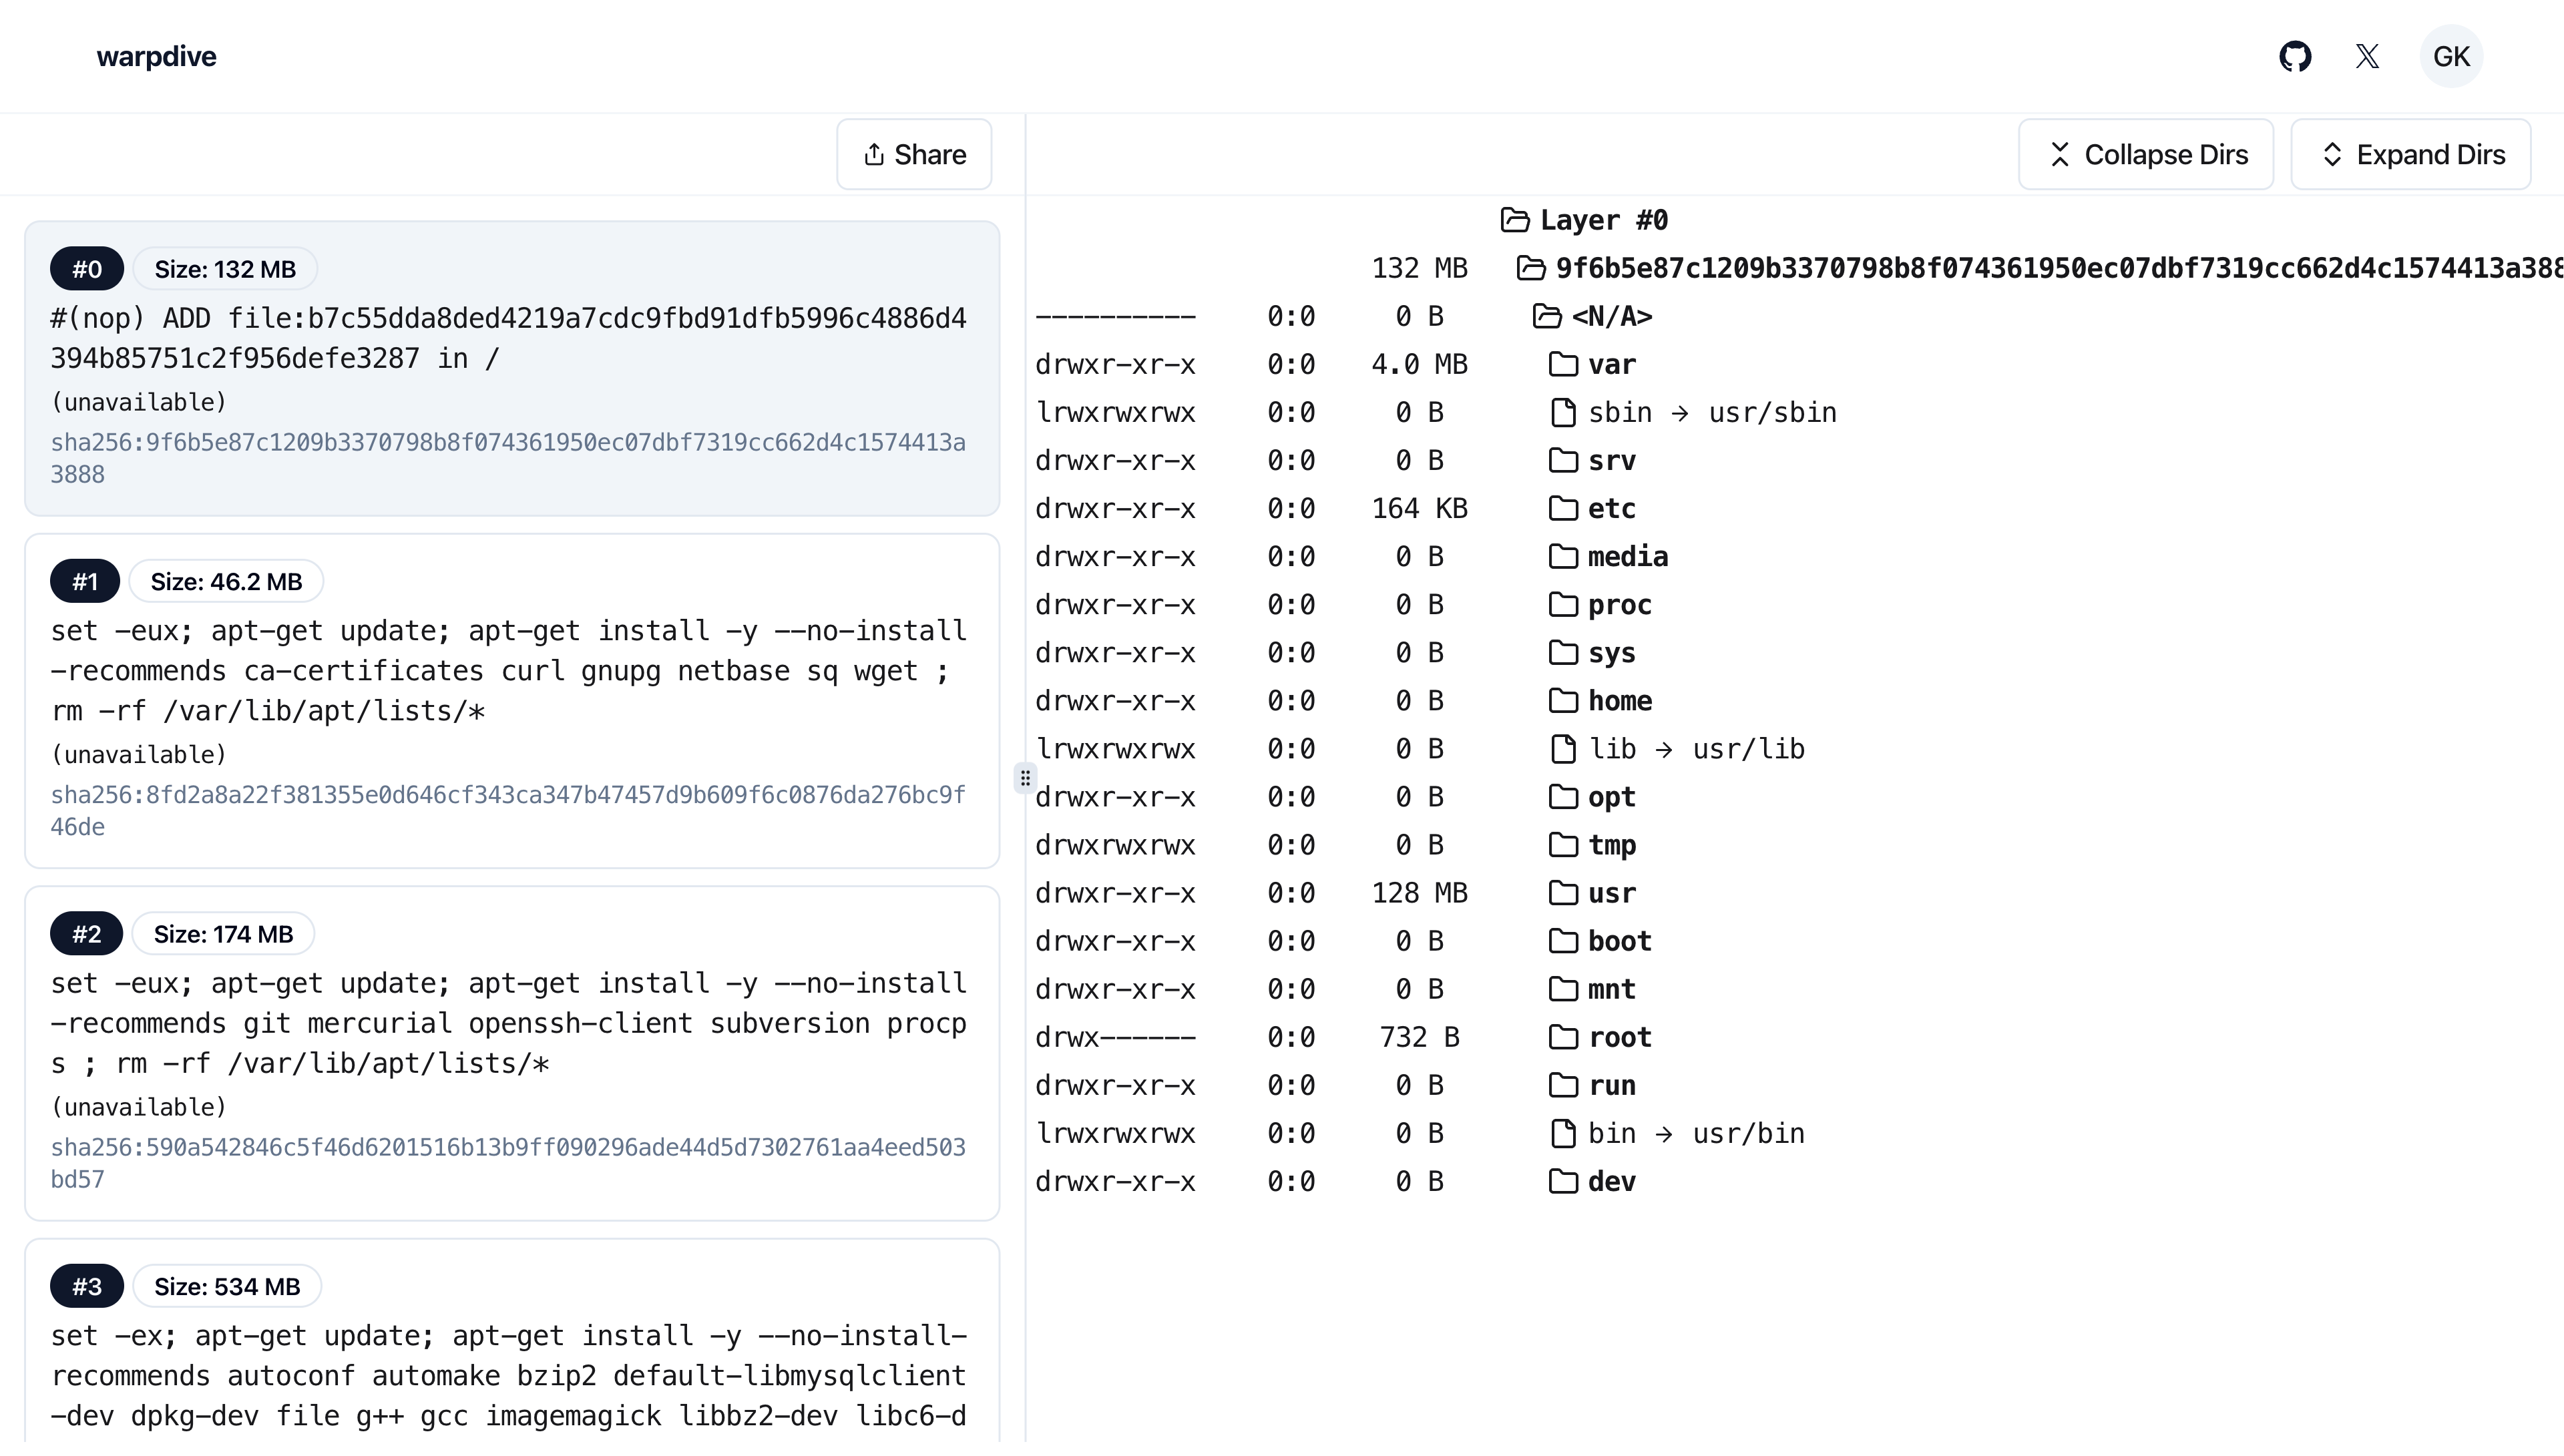 warpdive
GK
Share
Collapse Dirs
Expand Dirs
#0
Size: 132 MB
#(nop) ADD file:b7c55dda8ded4219a7cdc9fbd91dfb5996c4886d4
394b85751c2f956defe3287 in /
(unavailable)
sha256:9f6b5e87c1209b3370798b8f074361950ec07dbf7319cc662d4c1574413a
3888
#1
Size: 46.2 MB
set -eux; apt-get update; apt-get install -y --no-install
-recommends ca-certificates curl gnupg netbase sq wget ;
rm -rf /var/lib/apt/lists/*
(unavailable)
sha256:8fd2a8a22f381355e0d646cf343ca347b47457d9b609f6c0876da276bc9f
46de
#2
Size: 174 MB
set -eux; apt-get update; apt-get install -y --no-install
-recommends git mercurial openssh-client subversion procp
s ; rm -rf /var/lib/apt/lists/*
(unavailable)
sha256:590a542846c5f46d6201516b13b9ff090296ade44d5d7302761aa4eed503
bd57
#3
Size: 534 MB
set -ex; apt-get update; apt-get install -y --no-install-
recommends autoconf automake bzip2 default-libmysqlclient
-dev dpkg-dev file g++ gcc imagemagick libbz2-dev libc6-d
Layer #0
132 MB 9f6b5e87c1209b3370798b8f074361950ec07dbf7319cc662d4c1574413a388
---------- 0:0 0 B <N/A>
drwxr-xr-x 0:0 4.0 MB var
lrwxrwxrwx 0:0 0 B sbin → usr/sbin
drwxr-xr-x 0:0 0 B srv
drwxr-xr-x 0:0 164 KB etc
drwxr-xr-x 0:0 0 B media
drwxr-xr-x 0:0 0 B proc
drwxr-xr-x 0:0 0 B sys
drwxr-xr-x 0:0 0 B home
lrwxrwxrwx 0:0 0 B lib → usr/lib
drwxr-xr-x 0:0 0 B opt
drwxrwxrwx 0:0 0 B tmp
drwxr-xr-x 0:0 128 MB usr
drwxr-xr-x 0:0 0 B boot
drwxr-xr-x 0:0 0 B mnt
drwx------ 0:0 732 B root
drwxr-xr-x 0:0 0 B run
lrwxrwxrwx 0:0 0 B bin → usr/bin
drwxr-xr-x 0:0 0 B dev